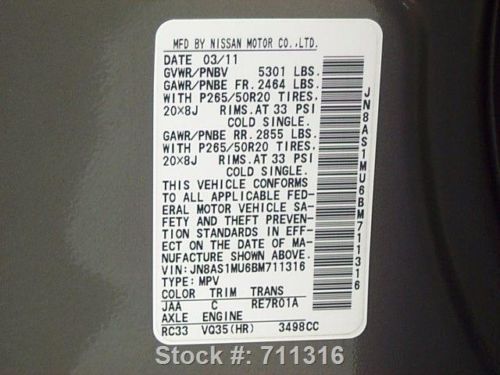 MFD BY NISSAN MOTOR CO.,LTD.
DATE 03/11
GVWR/PNBV 5301 LBS.
GAWR/PNBE FR. 2464 LBS.
WITH P265/50R20 TIRES.
20×8J RIMS.AT 33 PSI
COLD SINGLE.
GAWR/PNBE RR. 2855 LBS.
WITH P265/50R20 TIRES.
20×8J RIMS.AT 33 PSI
COLD SINGLE.
THIS VEHICLE CONFORMS
TO ALL APPLICABLE FED-
ERAL MOTOR VEHICLE SA-
FETY AND THEFT PREVEN-
TION STANDARDS IN EFF-
ECT ON THE DATE OF MA-
NUFACTURE SHOWN ABOVE.
VIN:JN8AS1MU6BM711316
TYPE:MPV
COLOR TRIM TRANS
JAA C RE7R01A
AXLE ENGINE
RC33 VQ35(HR) 3498CC
JN8AS1MU6BM711316
Stock #: 711316